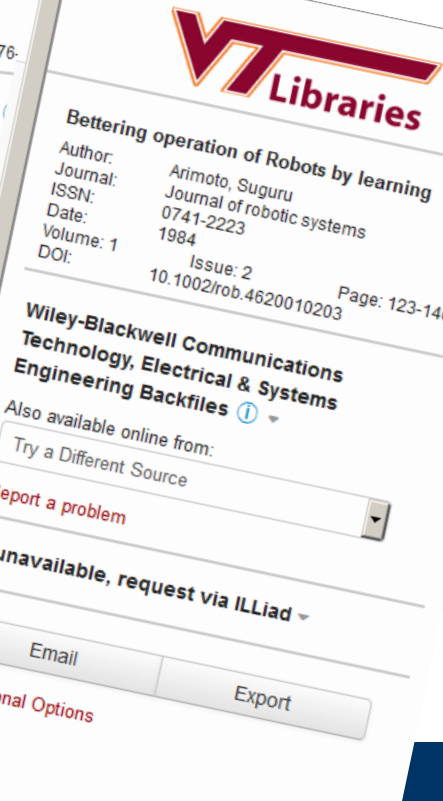 76-
VT
Libraries
Bettering operation of Robots by learning
Author: Arimoto, Suguru
Journal: Journal of robotic systems
ISSN: 0741-2223
Date: 1984
Volume: 1 Issue: 2 Page: 123-14
DOI: 10.1002/rob.4620010203
Wiley-Blackwell Communications
Technology, Electrical & Systems
Engineering Backfiles
Also available online from:
Try a Different Source
eport a problem
unavailable, request via ILLiad
Email Export
nal Options